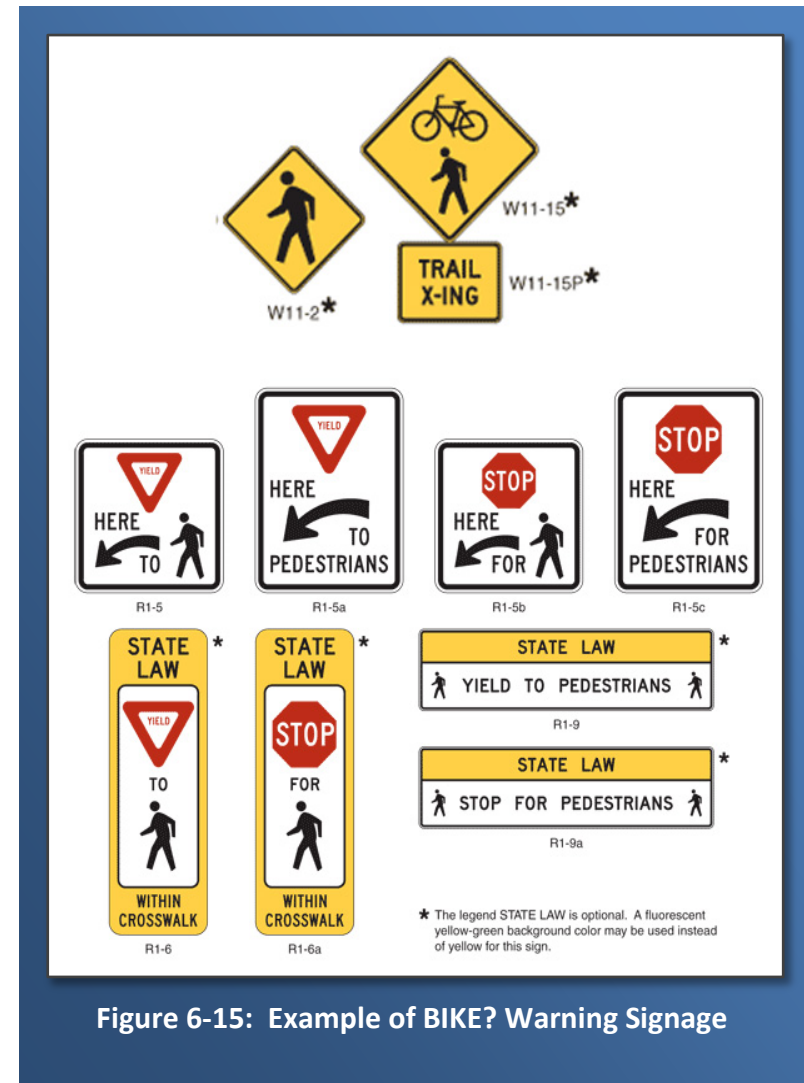 W11-15*
TRAIL
X-ING
W11-15P*
W11-2*
YIELD
HERE
TO
R1-5
YIELD
HERE
TO
PEDESTRIANS
R1-5a
STOP
HERE
FOR
R1-5b
STOP
HERE
FOR
PEDESTRIANS
R1-5c
STATE
LAW
*
YIELD
TO
WITHIN
CROSSWALK
R1-6
STATE
LAW
*
STOP
FOR
WITHIN
CROSSWALK
R1-6a
STATE LAW
*
YIELD TO PEDESTRIANS
R1-9
STATE LAW
*
STOP FOR PEDESTRIANS
R1-9a
* The legend STATE LAW is optional. A fluorescent
yellow-green background color may be used instead
of yellow for this sign.
Figure 6-15: Example of BIKE? Warning Signage